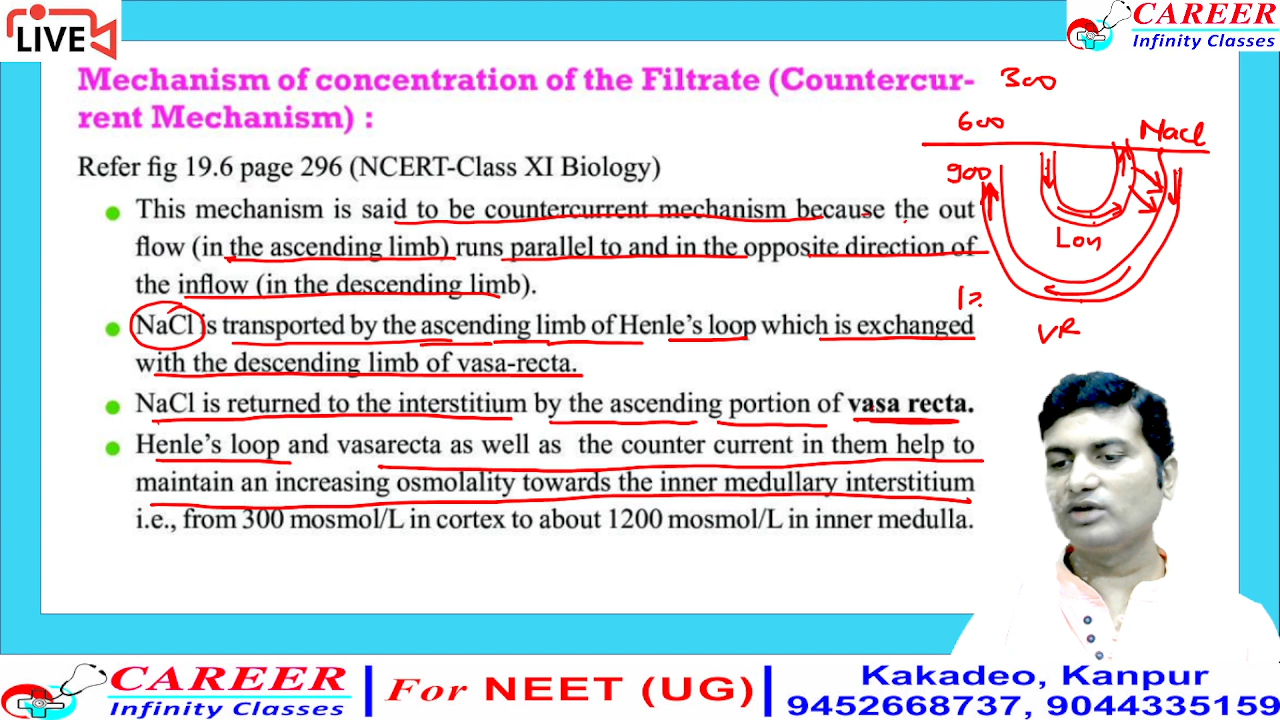 LIVE
CAREER
Infinity Classes
Mechanism of concentration of the Filtrate (Countercur-
rent Mechanism) :
Refer fig 19.6 page 296 (NCERT-Class XI Biology)
This mechanism is said to be countercurrent mechanism because the out
flow (in the ascending limb) runs parallel to and in the opposite direction of
the inflow (in the descending limb).
NaCl is transported by the ascending limb of Henle's loop which is exchanged
with the descending limb of vasa-recta.
NaCl is returned to the interstitium by the ascending portion of vasa recta.
Henle's loop and vasarecta as well as the counter current in them help to
maintain an increasing osmolality towards the inner medullary interstitium
i.e., from 300 mosmol/L in cortex to about 1200 mosmol/L in inner medulla.
300
600
Nacl
900
LOH
VR
CAREER
Infinity Classes
For NEET (UG)
Kakadeo, Kanpur
9452668737, 9044335159